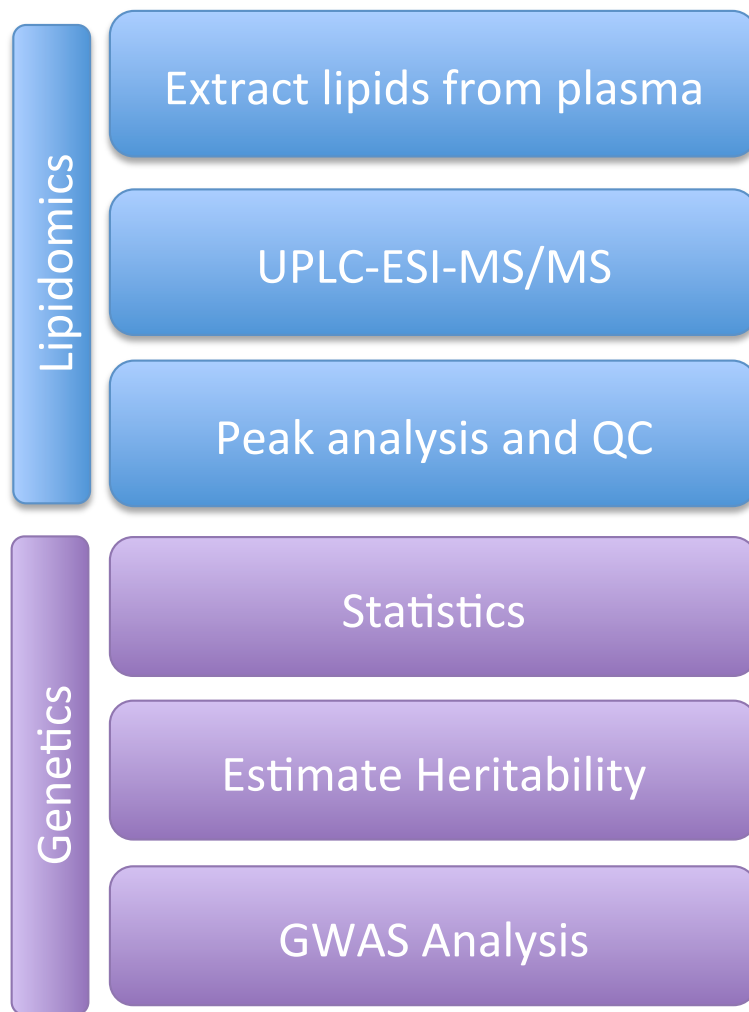 Lipidomics
Extract lipids from plasma
UPLC-ESI-MS/MS
Peak analysis and QC
Genetics
Statistics
Estimate Heritability
GWAS Analysis